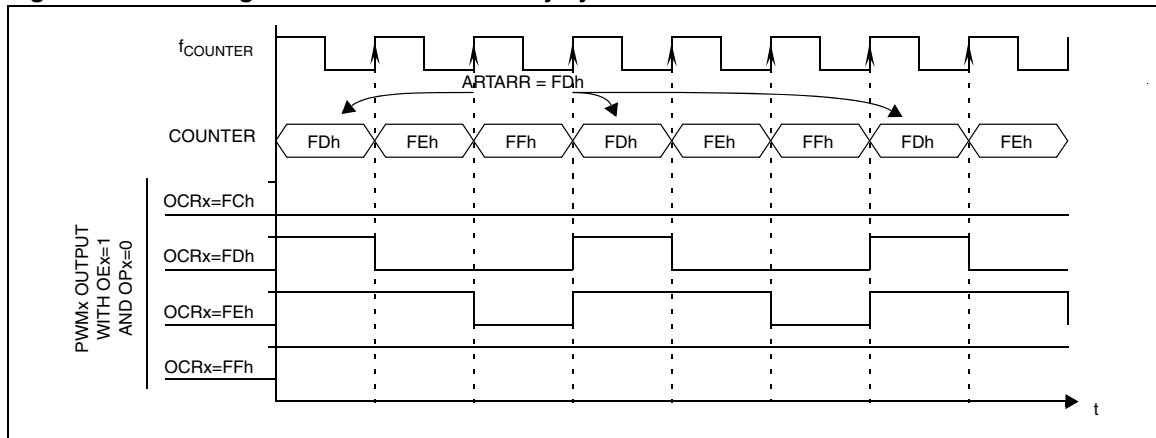 fCOUNTER
ARTARR = FDh
COUNTER
FDh FEh FFh FDh FEh FFh FDh FEh
PWMx OUTPUT
WITH OEx=1
AND OPx=0
OCRx=FCh
OCRx=FDh
OCRx=FEh
OCRx=FFh
t